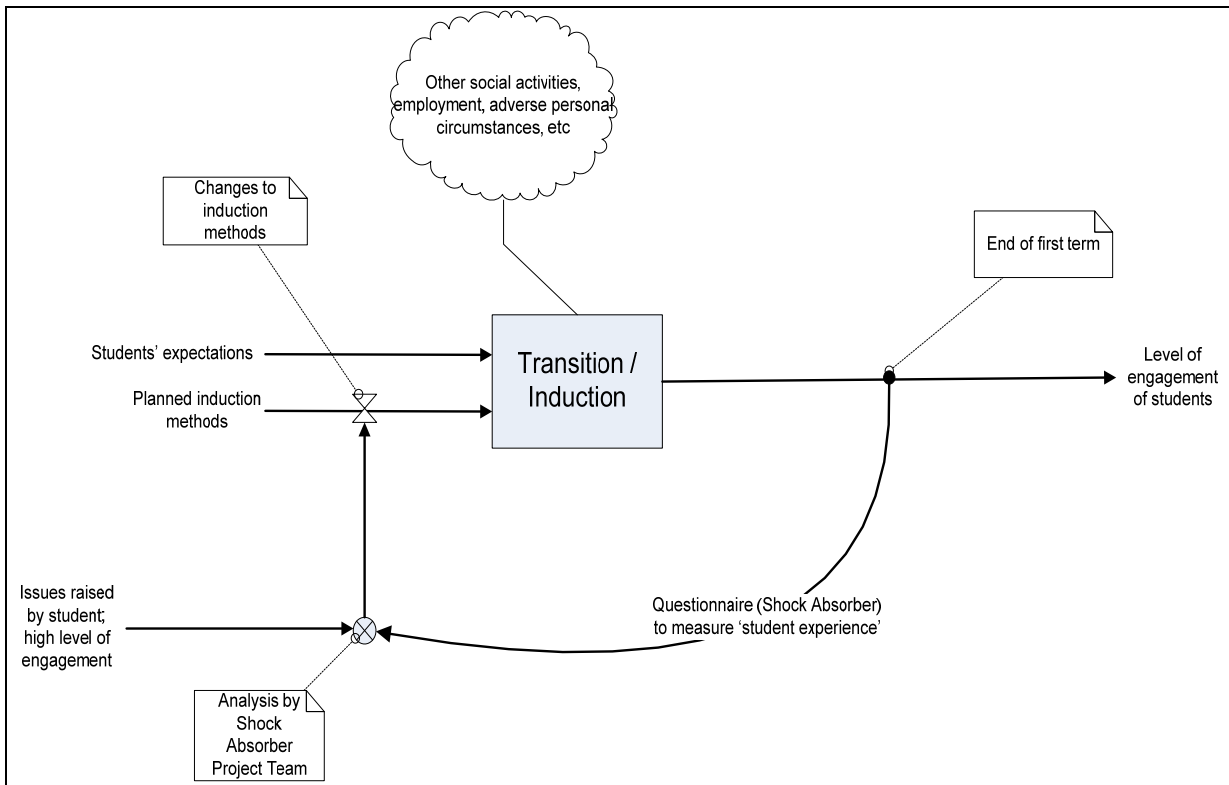 Other social activities,
employment, adverse personal
circumstances, etc
Changes to
induction
methods
End of first term
Students’ expectations
Transition /
Induction
Level of
engagement
of students
Planned induction
methods
Issues raised
by student;
high level of
engagement
Questionnaire (Shock Absorber)
to measure ‘student experience’
Analysis by
Shock
Absorber
Project Team